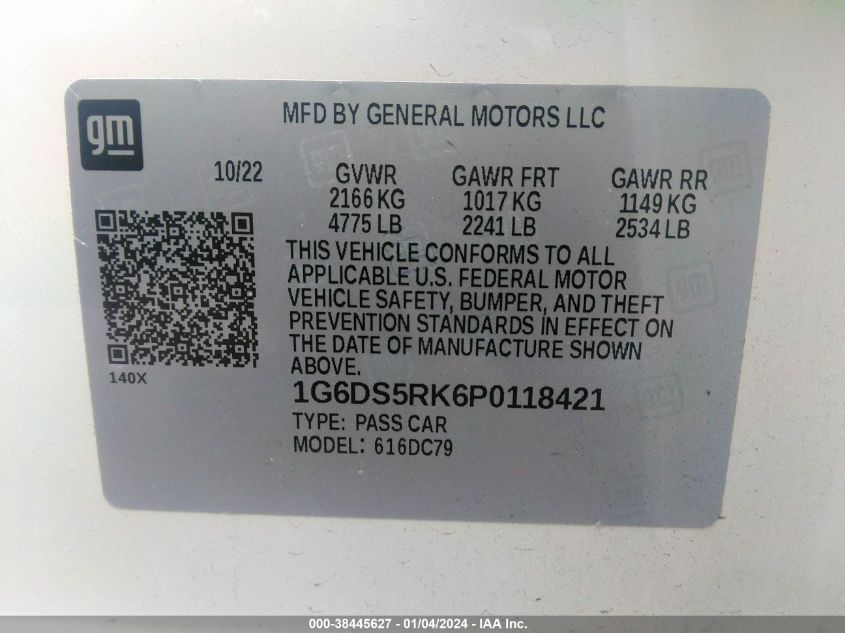 gm
MFD BY GENERAL MOTORS LLC
10/22 GVWR GAWR FRT GAWR RR
2166 KG 1017 KG 1149 KG
4775 LB 2241 LB 2534 LB
THIS VEHICLE CONFORMS TO ALL
APPLICABLE U.S. FEDERAL MOTOR
VEHICLE SAFETY, BUMPER, AND THEFT
PREVENTION STANDARDS IN EFFECT ON
THE DATE OF MANUFACTURE SHOWN
ABOVE.
140X
1G6DS5RK6P0118421
TYPE: PASS CAR
MODEL: 616DC79
000-38445627 - 01/04/2024 - 1178